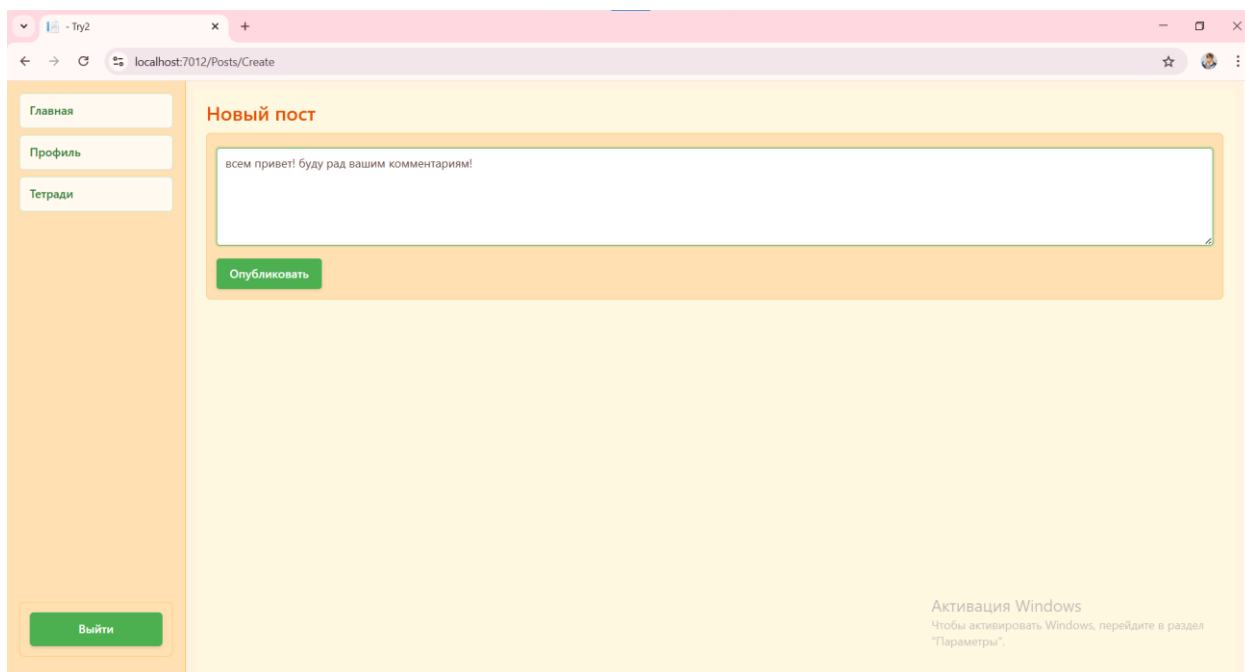 - Try2
localhost:7012/Posts/Create
Главная
Профиль
Тетради
Выйти
Новый пост
всем привет! буду рад вашим комментариям!
Опубликовать
Активация Windows
Чтобы активировать Windows, перейдите в раздел
"Параметры".